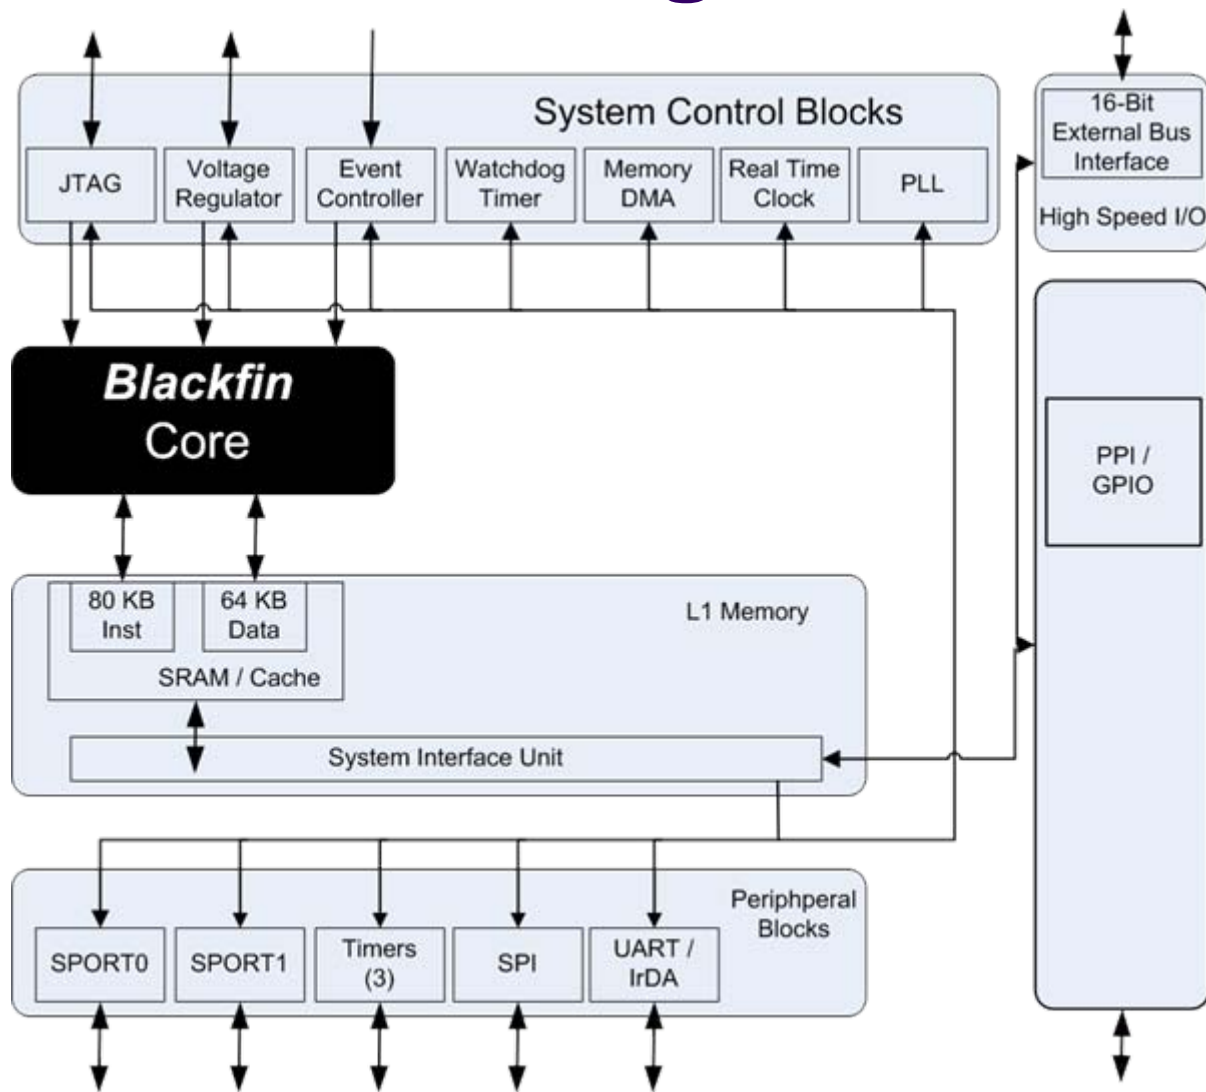 System Control Blocks
JTAG
Voltage
Regulator
Event
Controller
Watchdog
Timer
Memory
DMA
Real Time
Clock
PLL
16-Bit
External Bus
Interface
High Speed I/O
Blackfin
Core
PPI /
GPIO
80 KB
Inst
64 KB
Data
SRAM / Cache
L1 Memory
System Interface Unit
Periphperal
Blocks
SPORT0
SPORT1
Timers
(3)
SPI
UART /
IrDA